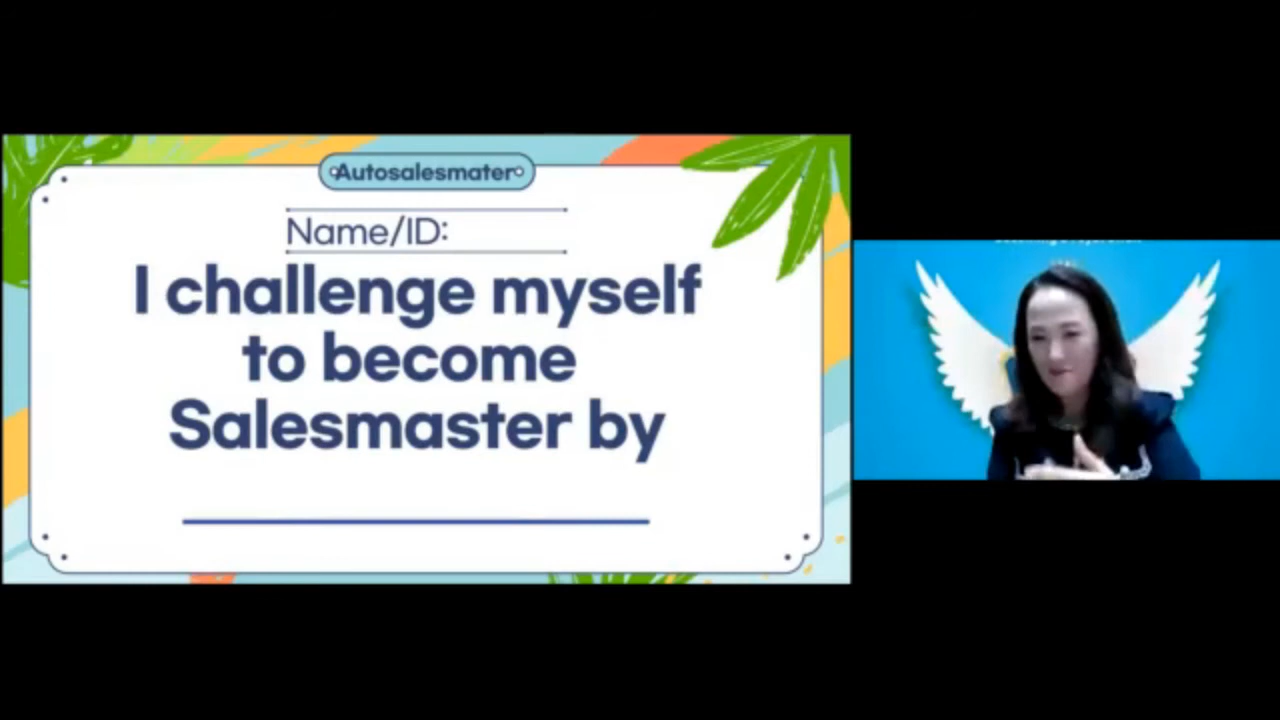 Autosalesmater
Name/ID:
I challenge myself
to become
Salesmaster by